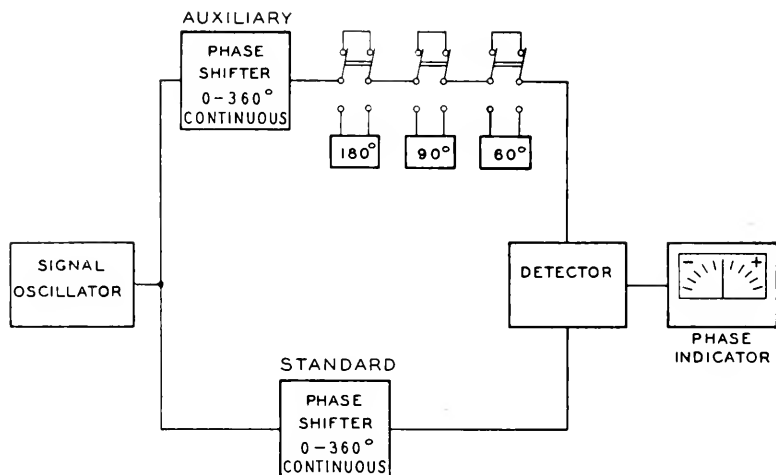 AUXILIARY
PHASE
SHIFTER
0-360°
CONTINUOUS
180°
90°
60°
SIGNAL
OSCILLATOR
DETECTOR
- +
PHASE
INDICATOR
STANDARD
PHASE
SHIFTER
0-360°
CONTINUOUS